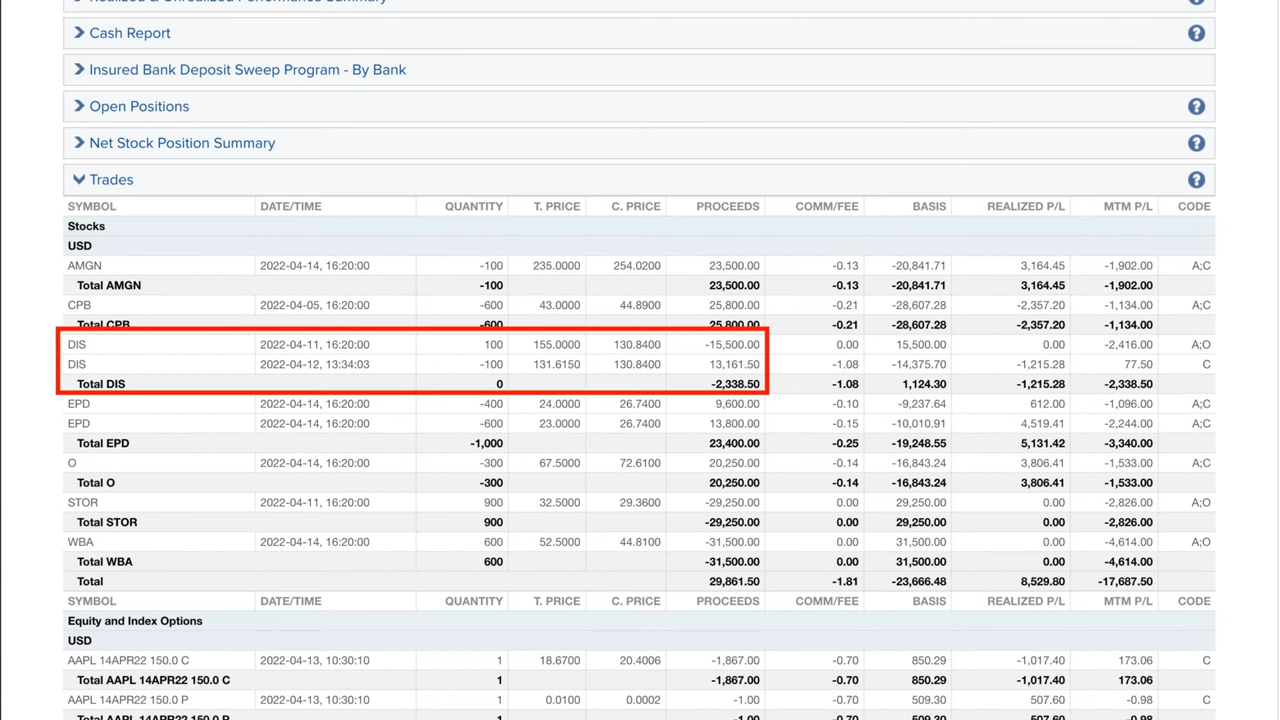 Realized & Unrealized Performance Summary
Cash Report
Insured Bank Deposit Sweep Program - By Bank
Open Positions
Net Stock Position Summary
Trades
SYMBOL DATE/TIME QUANTITY T. PRICE C. PRICE PROCEEDS COMM/FEE BASIS REALIZED P/L MTM P/L CODE
Stocks
USD
AMGN 2022-04-14, 16:20:00 -100 235.0000 254.0200 23,500.00 -0.13 -20,841.71 3,164.45 -1,902.00 A;C
Total AMGN -100 23,500.00 -0.13 -20,841.71 3,164.45 -1,902.00
CPB 2022-04-05, 16:20:00 -600 43.0000 44.8900 25,800.00 -0.21 -28,607.28 -2,357.20 -1,134.00 A;C
Total CPB -600 25,800.00 -0.21 -28,607.28 -2,357.20 -1,134.00
DIS 2022-04-11, 16:20:00 100 155.0000 130.8400 -15,500.00 0.00 15,500.00 0.00 -2,416.00 A;O
DIS 2022-04-12, 13:34:03 -100 131.6150 130.8400 13,161.50 -1.08 -14,375.70 -1,215.28 77.50 C
Total DIS 0 -2,338.50 -1.08 1,124.30 -1,215.28 -2,338.50
EPD 2022-04-14, 16:20:00 -400 24.0000 26.7400 9,600.00 -0.10 -9,237.64 612.00 -1,096.00 A;C
EPD 2022-04-14, 16:20:00 -600 23.0000 26.7400 13,800.00 -0.15 -10,010.91 4,519.41 -2,244.00 A;C
Total EPD -1,000 23,400.00 -0.25 -19,248.55 5,131.42 -3,340.00
O 2022-04-14, 16:20:00 -300 67.5000 72.6100 20,250.00 -0.14 -16,843.24 3,806.41 -1,533.00 A;C
Total O -300 20,250.00 -0.14 -16,843.24 3,806.41 -1,533.00
STOR 2022-04-11, 16:20:00 900 32.5000 29.3600 -29,250.00 0.00 29,250.00 0.00 -2,826.00 A;O
Total STOR 900 -29,250.00 0.00 29,250.00 0.00 -2,826.00
WBA 2022-04-14, 16:20:00 600 52.5000 44.8100 -31,500.00 0.00 31,500.00 0.00 -4,614.00 A;O
Total WBA 600 -31,500.00 0.00 31,500.00 0.00 -4,614.00
Total 29,861.50 -1.81 -23,666.48 8,529.80 -17,687.50
SYMBOL DATE/TIME QUANTITY T. PRICE C. PRICE PROCEEDS COMM/FEE BASIS REALIZED P/L MTM P/L CODE
Equity and Index Options
USD
AAPL 14APR22 150.0 C 2022-04-13, 10:30:10 1 18.6700 20.4006 -1,867.00 -0.70 850.29 -1,017.40 173.06 C
Total AAPL 14APR22 150.0 C 1 -1,867.00 -0.70 850.29 -1,017.40 173.06
AAPL 14APR22 150.0 P 2022-04-13, 10:30:10 1 0.0100 0.0002 -1.00 -0.70 509.30 507.60 -0.98 C
Total AAPL 14APR22 150.0 P 1 -1.00 -0.70 509.30 507.60 -0.98